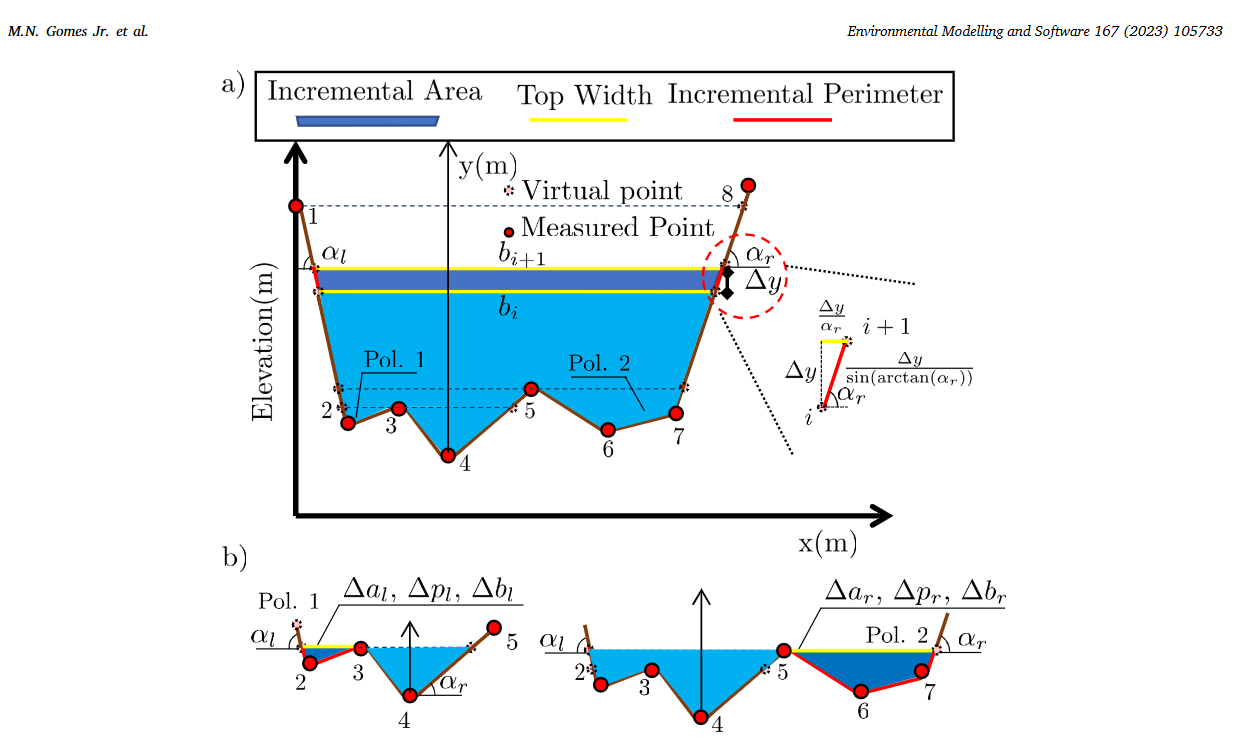 M.N. Gomes Jr. et al.
Environmental Modelling and Software 167 (2023) 105733
a)
Incremental Area
Top Width
Incremental Perimeter
y(m)
Virtual point
Measured Point
8
1
α_l
b_{i+1}
α_r
Δy
b_i
Elevation(m)
Pol. 1
Pol. 2
2
3
4
5
6
7
Δy/α_r
i + 1
Δy
Δy/sin(arctan(α_r))
α_r
i
x(m)
b)
Pol. 1
Δa_l, Δp_l, Δb_l
α_l
2
3
4
5
α_r
Δa_r, Δp_r, Δb_r
Pol. 2
α_l
α_r
2
3
4
5
6
7